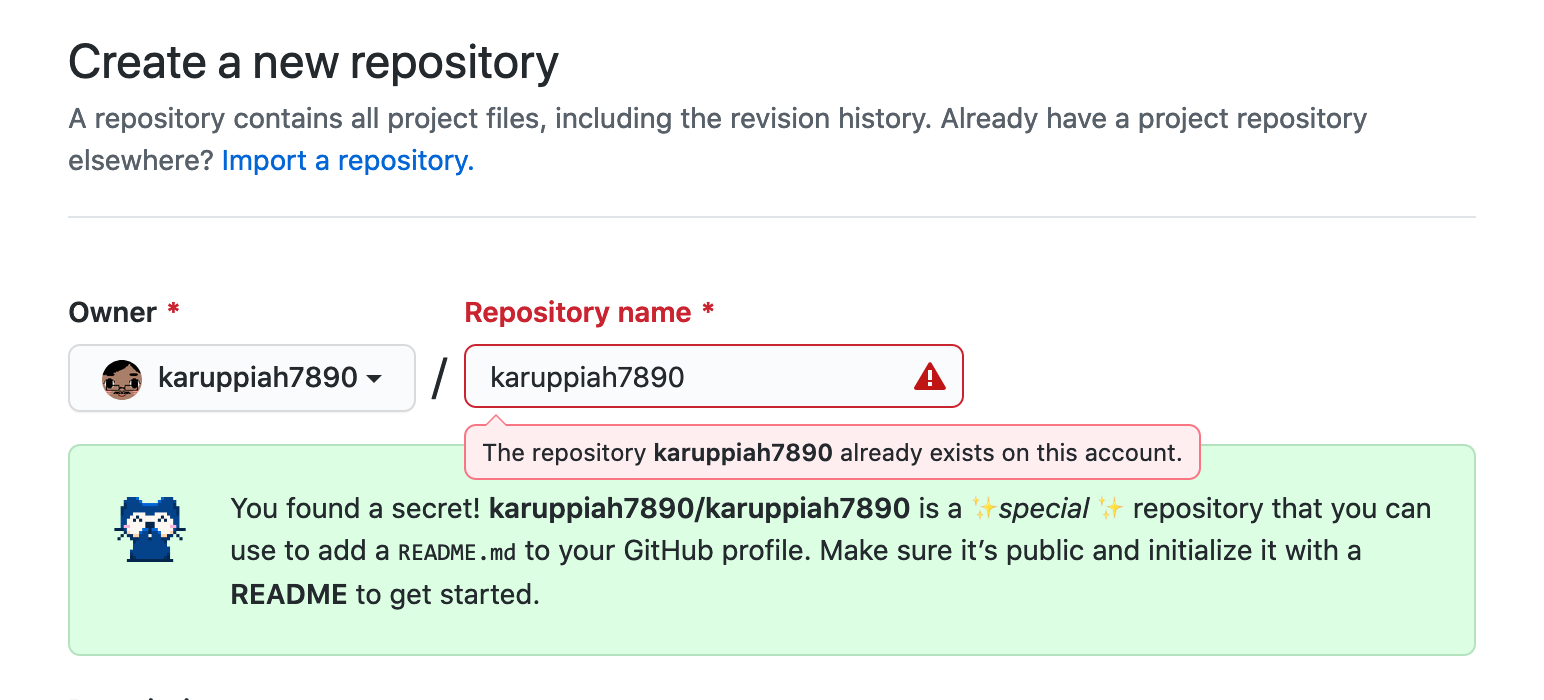 Create a new repository
A repository contains all project files, including the revision history. Already have a project repository
elsewhere? Import a repository.
Owner *
Repository name *
karuppiah7890 / karuppiah7890
The repository karuppiah7890 already exists on this account.
You found a secret! karuppiah7890/karuppiah7890 is a ✨special ✨ repository that you can
use to add a README.md to your GitHub profile. Make sure it’s public and initialize it with a
README to get started.